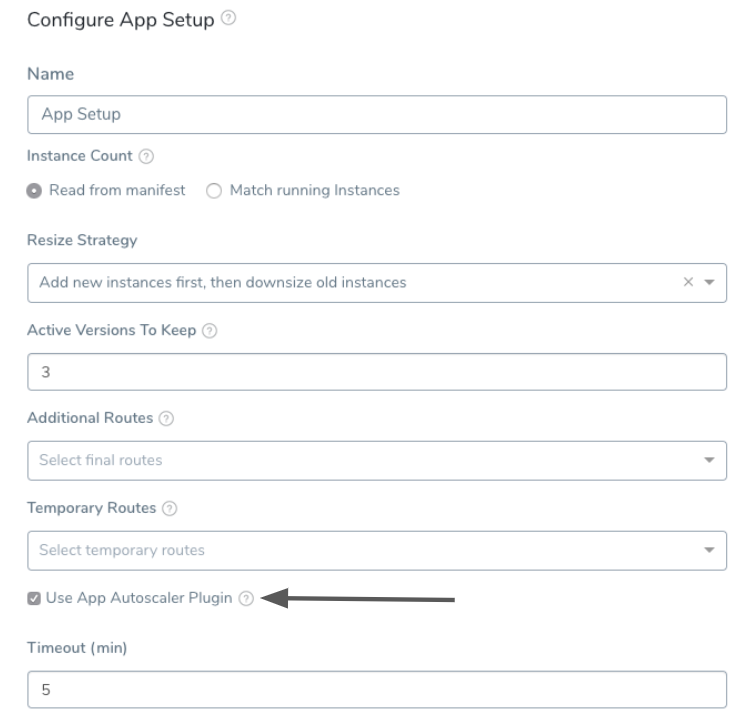 Configure App Setup ?
Name
App Setup
Instance Count ?
Read from manifest Match running Instances
Resize Strategy
Add new instances first, then downsize old instances ×
Active Versions To Keep ?
3
Additional Routes ?
Select final routes
Temporary Routes ?
Select temporary routes
Use App Autoscaler Plugin ?
Timeout (min)
5